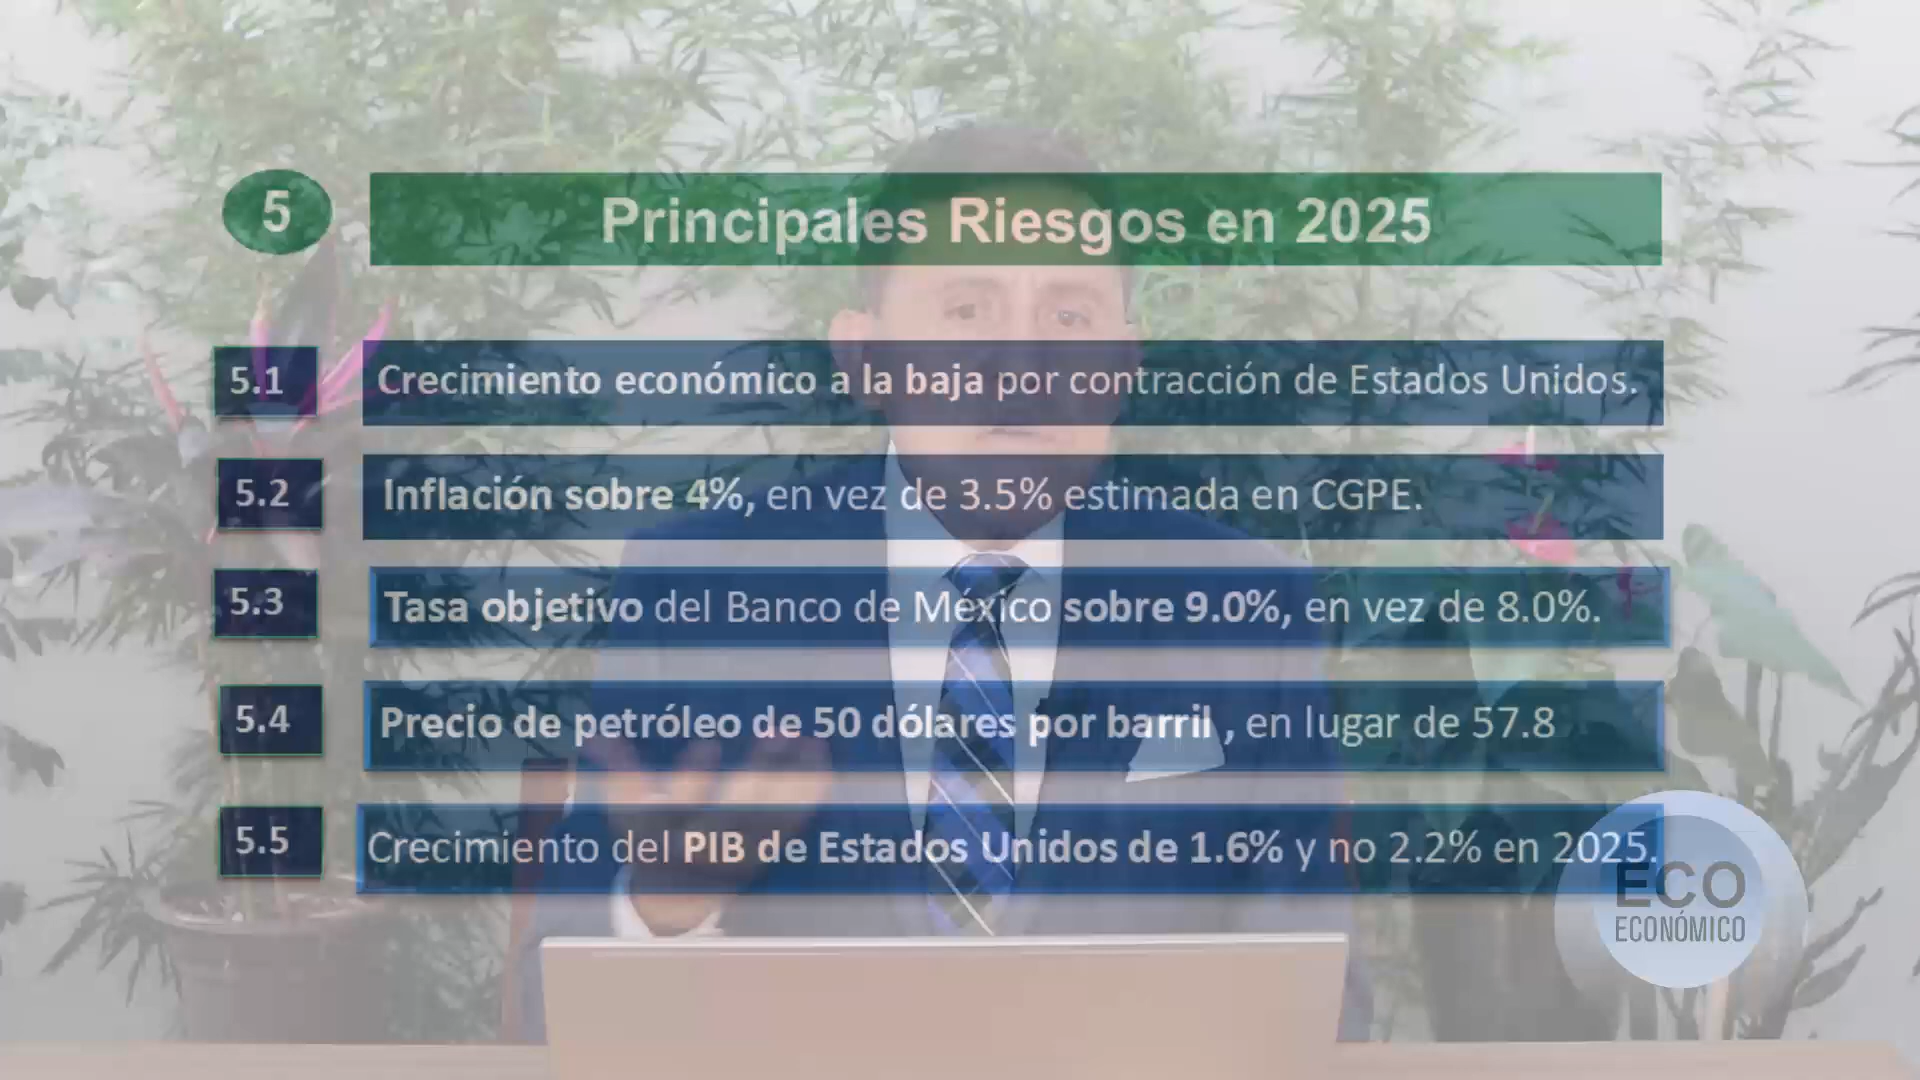 5
Principales Riesgos en 2025
5.1
Crecimiento económico a la baja por contracción de Estados Unidos.
5.2
Inflación sobre 4%, en vez de 3.5% estimada en CGPE.
5.3
Tasa objetivo del Banco de México sobre 9.0%, en vez de 8.0%.
5.4
Precio de petróleo de 50 dólares por barril , en lugar de 57.8
5.5
Crecimiento del PIB de Estados Unidos de 1.6% y no 2.2% en 2025.
ECO
ECONÓMICO